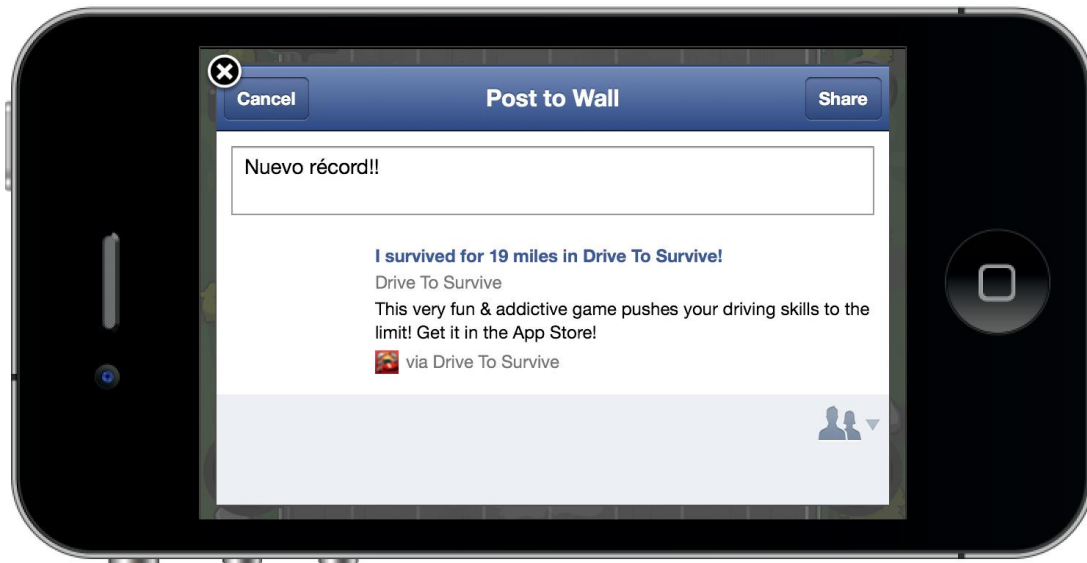 Cancel
Post to Wall
Share
Nuevo récord!!
I survived for 19 miles in Drive To Survive!
Drive To Survive
This very fun & addictive game pushes your driving skills to the
limit! Get it in the App Store!
via Drive To Survive